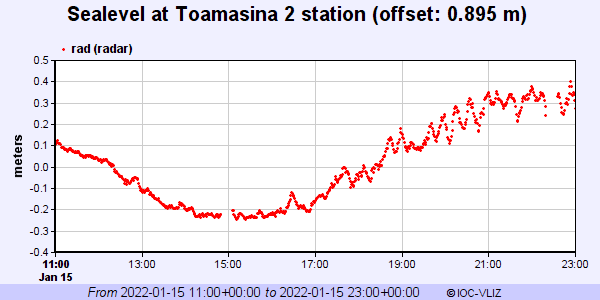 Sealevel at Toamasina 2 station (offset: 0.895 m)
rad (radar)
meters
0.5
0.4
0.3
0.2
0.1
0.0
-0.1
-0.2
-0.3
-0.4
11:00 13:00 15:00 17:00 19:00 21:00 23:00
Jan 15
From 2022-01-15 11:00+00:00 to 2022-01-15 23:00+00:00 © IOC-VLIZ